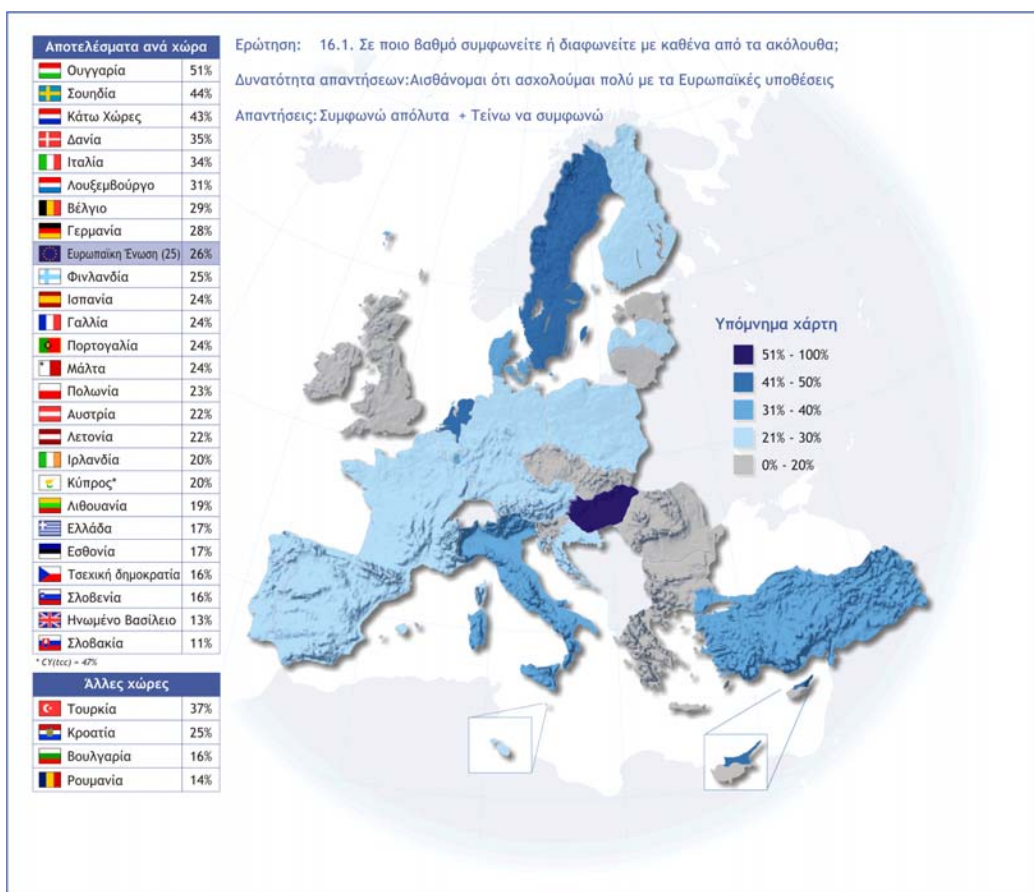 Ερώτηση: 16.1. Σε ποιο βαθμό συμφωνείτε ή διαφωνείτε με καθένα από τα ακόλουθα;
Δυνατότητα απαντήσεων:Αισθάνομαι ότι ασχολούμαι πολύ με τα Ευρωπαϊκές υποθέσεις
Απαντήσεις: Συμφωνώ απόλυτα + Τείνω να συμφωνώ
Αποτελέσματα ανά χώρα
Ουγγαρία 51%
Σουηδία 44%
Κάτω Χώρες 43%
Δανία 35%
Ιταλία 34%
Λουξεμβούργο 31%
Βέλγιο 29%
Γερμανία 28%
Ευρωπαϊκη Ένωση (25) 26%
Φινλανδία 25%
Ισπανία 24%
Γαλλία 24%
Πορτογαλία 24%
Μάλτα 24%
Πολωνία 23%
Αυστρία 22%
Λετονία 22%
Ιρλανδία 20%
Κύπρος* 20%
Λιθουανία 19%
Ελλάδα 17%
Εσθονία 17%
Τσεχική δημοκρατία 16%
Σλοβενία 16%
Ηνωμένο Βασίλειο 13%
Σλοβακία 11%
* CY(tcc) = 47%
Άλλες χώρες
Τουρκία 37%
Κροατία 25%
Βουλγαρία 16%
Ρουμανία 14%
Υπόμνημα χάρτη
51% - 100%
41% - 50%
31% - 40%
21% - 30%
0% - 20%